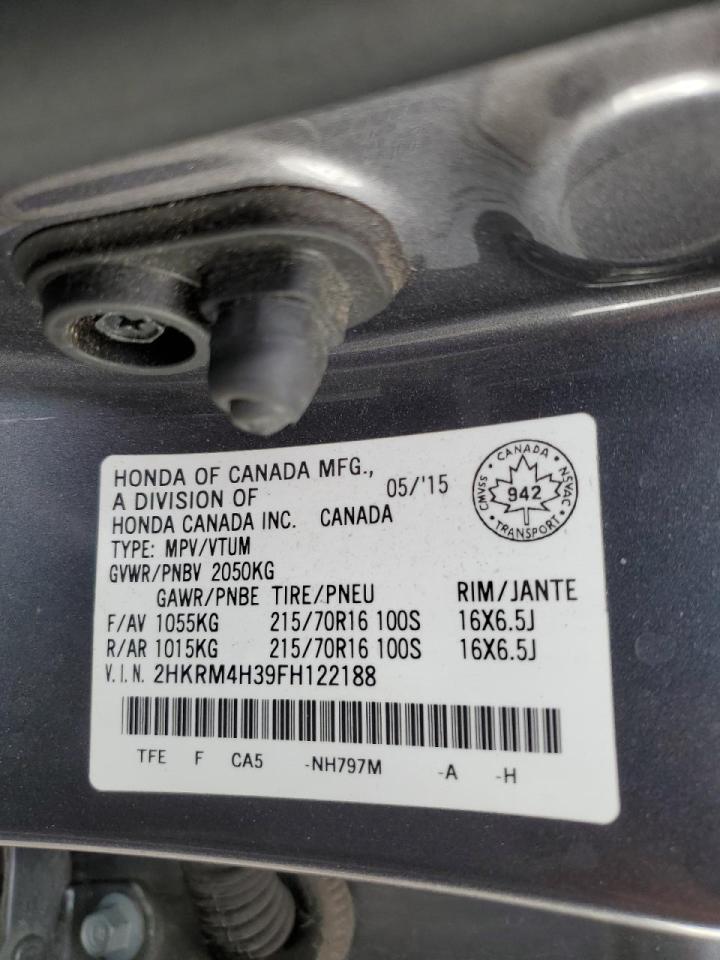 HONDA OF CANADA MFG.,
A DIVISION OF
HONDA CANADA INC. CANADA
05/'15
CANADA
CMVSS 942 NSVAC
TRANSPORT
TYPE: MPV/VTUM
GVWR/PNBV 2050KG
GAWR/PNBE TIRE/PNEU RIM/JANTE
F/AV 1055KG 215/70R16 100S 16X6.5J
R/AR 1015KG 215/70R16 100S 16X6.5J
V.I.N. 2HKRM4H39FH122188
TFE F CA5 -NH797M -A -H